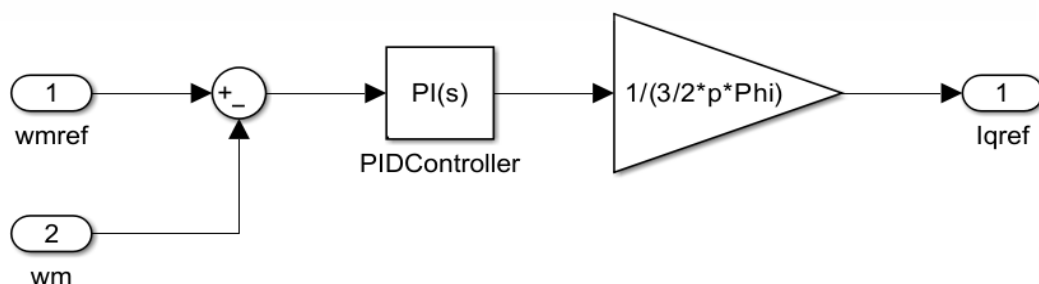 1
wmref
+
−
PI(s)
PIDController
1/(3/2*p*Phi)
1
Iqref
2
wm